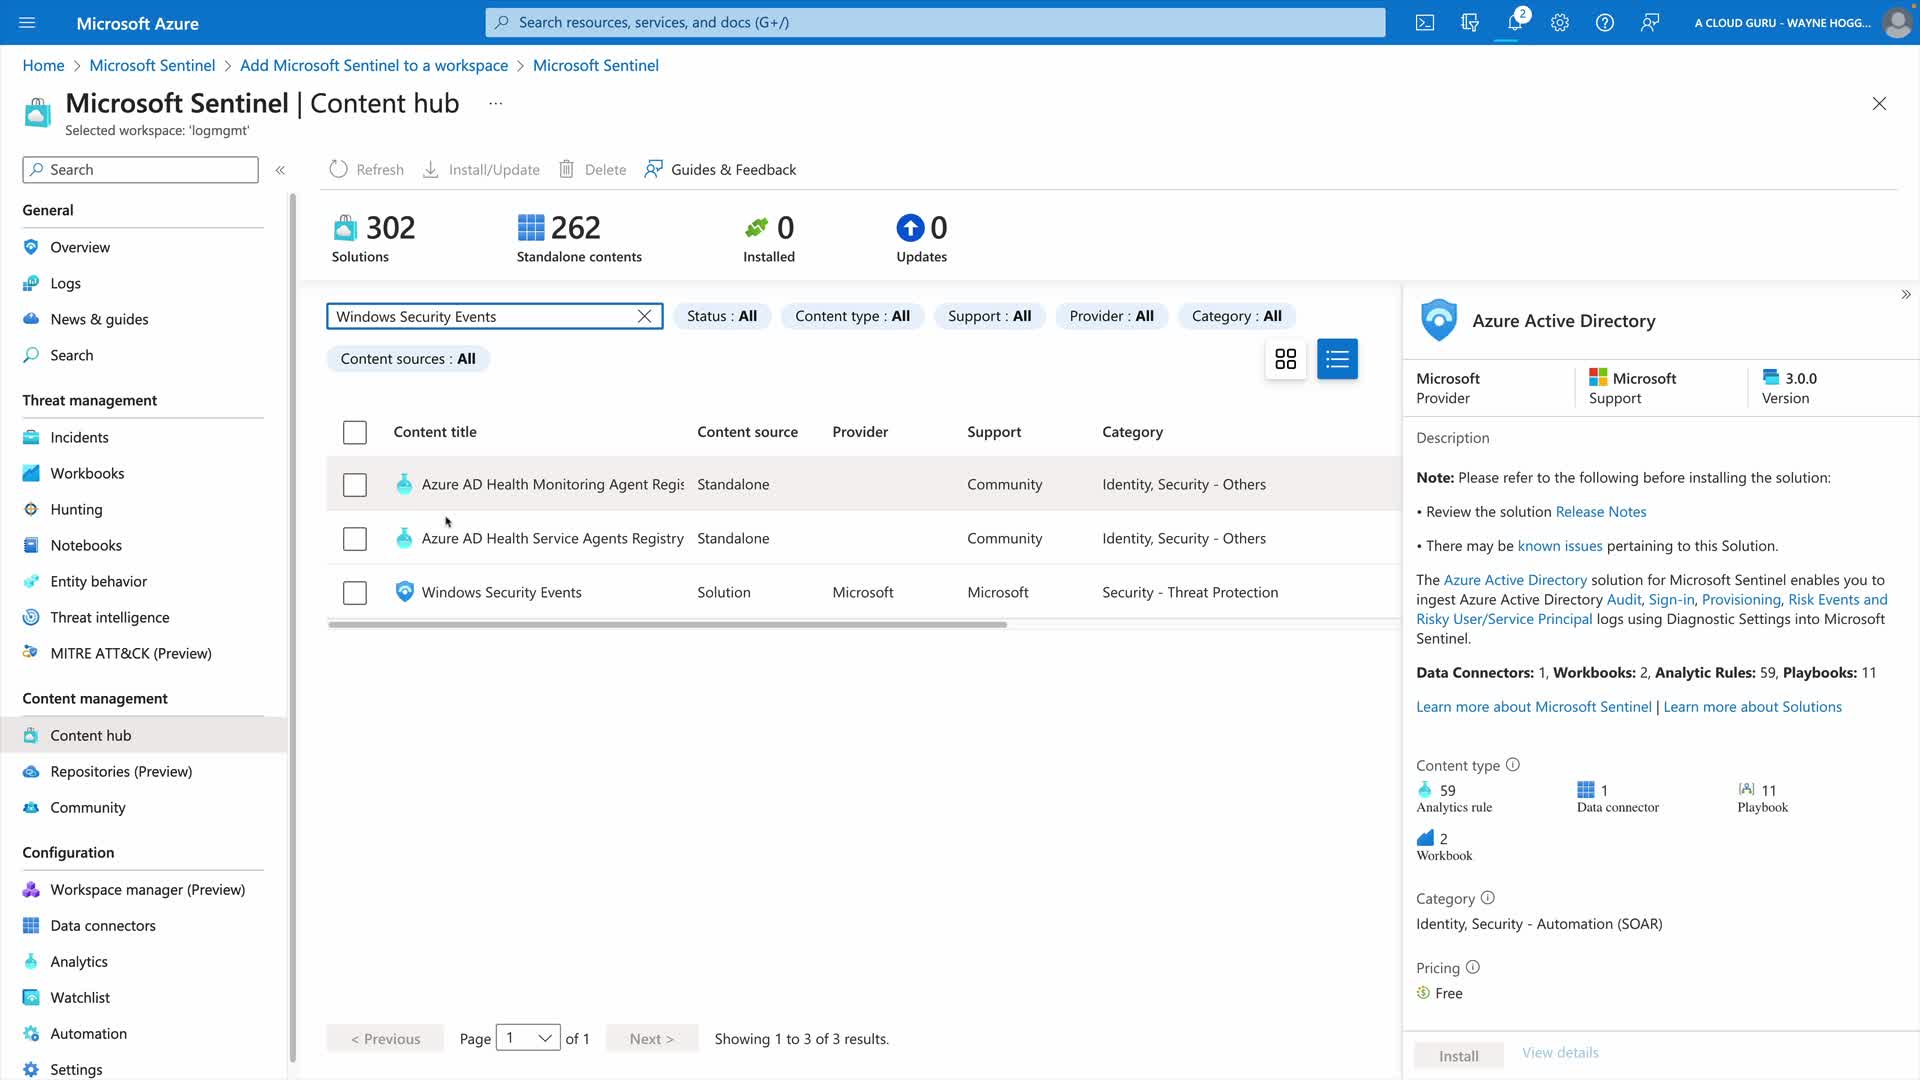 Microsoft Azure
Search resources, services, and docs (G+/)
2
A CLOUD GURU - WAYNE HOGG...
Home > Microsoft Sentinel > Add Microsoft Sentinel to a workspace > Microsoft Sentinel
Microsoft Sentinel | Content hub ...
Selected workspace: 'logmgmt'
Search
«
General
Overview
Logs
News & guides
Search
Threat management
Incidents
Workbooks
Hunting
Notebooks
Entity behavior
Threat intelligence
MITRE ATT&CK (Preview)
Content management
Content hub
Repositories (Preview)
Community
Configuration
Workspace manager (Preview)
Data connectors
Analytics
Watchlist
Automation
Settings
Refresh Install/Update Delete Guides & Feedback
302 262 0 0
Solutions Standalone contents Installed Updates
Windows Security Events Status : All Content type : All Support : All Provider : All Category : All
Content sources : All
Content title Content source Provider Support Category
Azure AD Health Monitoring Agent Regis Standalone Community Identity, Security - Others
Azure AD Health Service Agents Registry Standalone Community Identity, Security - Others
Windows Security Events Solution Microsoft Microsoft Security - Threat Protection
< Previous Page 1 of 1 Next > Showing 1 to 3 of 3 results.
»
Azure Active Directory
Microsoft Microsoft 3.0.0
Provider Support Version
Description
Note: Please refer to the following before installing the solution:
• Review the solution Release Notes
• There may be known issues pertaining to this Solution.
The Azure Active Directory solution for Microsoft Sentinel enables you to
ingest Azure Active Directory Audit, Sign-in, Provisioning, Risk Events and
Risky User/Service Principal logs using Diagnostic Settings into Microsoft
Sentinel.
Data Connectors: 1, Workbooks: 2, Analytic Rules: 59, Playbooks: 11
Learn more about Microsoft Sentinel | Learn more about Solutions
Content type
59 1 11
Analytics rule Data connector Playbook
2
Workbook
Category
Identity, Security - Automation (SOAR)
Pricing
Free
Install View details